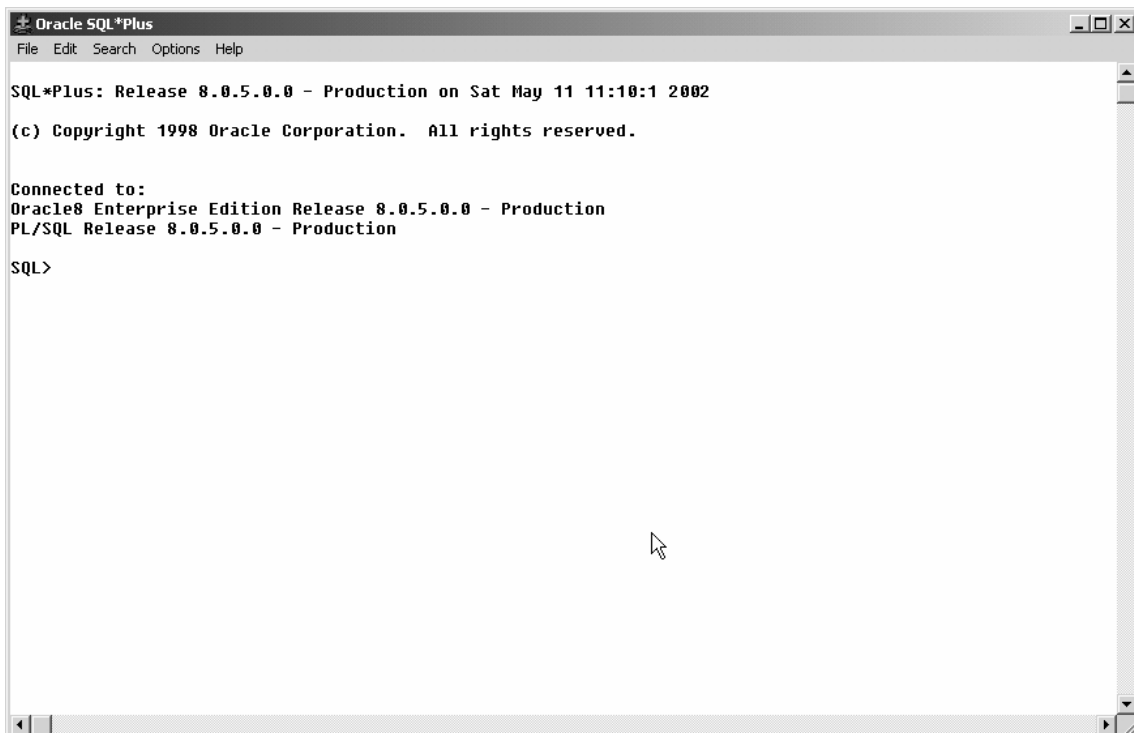 Oracle SQL*Plus
File Edit Search Options Help
SQL*Plus: Release 8.0.5.0.0 - Production on Sat May 11 11:10:1 2002
(c) Copyright 1998 Oracle Corporation.  All rights reserved.
Connected to:
Oracle8 Enterprise Edition Release 8.0.5.0.0 - Production
PL/SQL Release 8.0.5.0.0 - Production
SQL>